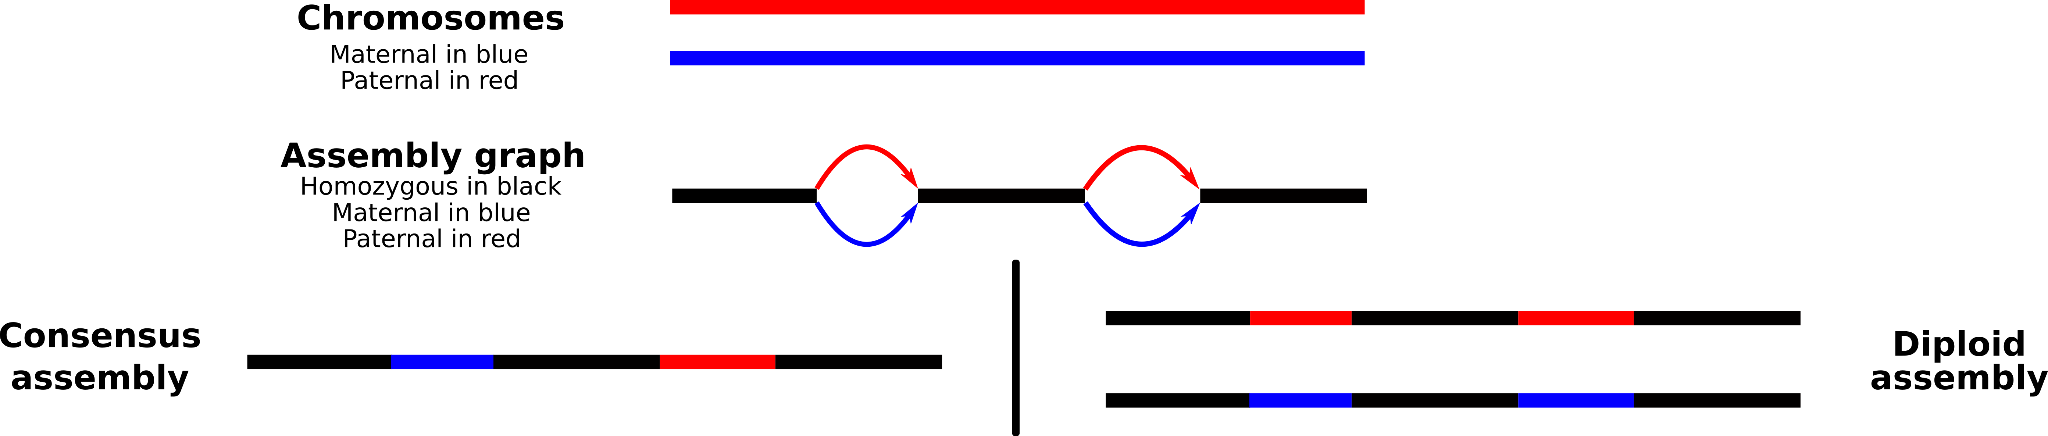 Chromosomes
Maternal in blue
Paternal in red
Assembly graph
Homozygous in black
Maternal in blue
Paternal in red
Consensus
assembly
Diploid
assembly